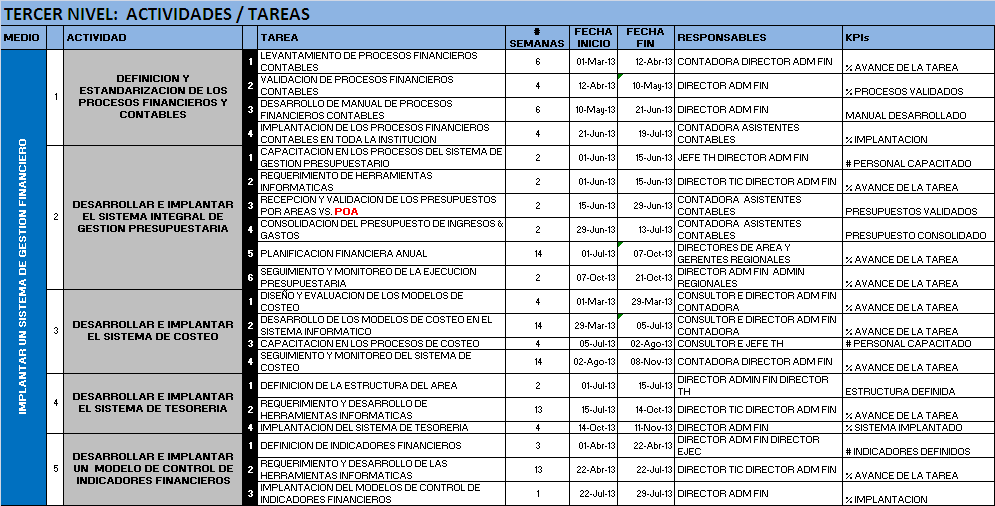 TERCER NIVEL: ACTIVIDADES / TAREAS
MEDIO ACTIVIDAD TAREA # SEMANAS FECHA INICIO FECHA FIN RESPONSABLES KPIs
IMPLANTAR UN SISTEMA DE GESTION FINANCIERO
1 DEFINICION Y ESTANDARIZACION DE LOS PROCESOS FINANCIEROS Y CONTABLES
1 LEVANTAMIENTO DE PROCESOS FINANCIEROS CONTABLES 6 01-Mar-13 12-Abr-13 CONTADORA DIRECTOR ADM FIN % AVANCE DE LA TAREA
2 VALIDACION DE PROCESOS FINANCIEROS CONTABLES 4 12-Abr-13 10-May-13 DIRECTOR ADM FIN % PROCESOS VALIDADOS
3 DESARROLLO DE MANUAL DE PROCESOS FINANCIEROS CONTABLES 6 10-May-13 21-Jun-13 DIRECTOR ADM FIN MANUAL DESARROLLADO
4 IMPLANTACION DE LOS PROCESOS FINANCIEROS CONTABLES EN TODA LA INSTITUCION 4 21-Jun-13 19-Jul-13 CONTADORA ASISTENTES CONTABLES % IMPLANTACION
2 DESARROLLAR E IMPLANTAR EL SISTEMA INTEGRAL DE GESTION PRESUPUESTARIA
1 CAPACITACION EN LOS PROCESOS DEL SISTEMA DE GESTION PRESUPUESTARIO 2 01-Jun-13 15-Jun-13 JEFE TH DIRECTOR ADM FIN # PERSONAL CAPACITADO
2 REQUERIMIENTO DE HERRAMIENTAS INFORMATICAS 2 01-Jun-13 15-Jun-13 DIRECTOR TIC DIRECTOR ADM FIN % AVANCE DE LA TAREA
3 RECEPCION Y VALIDACION DE LOS PRESUPUESTOS POR AREAS VS. POA 2 15-Jun-13 29-Jun-13 CONTADORA ASISTENTES CONTABLES PRESUPUESTOS VALIDADOS
4 CONSOLIDACION DEL PRESUPUESTO DE INGRESOS & GASTOS 2 29-Jun-13 13-Jul-13 CONTADORA ASISTENTES CONTABLES PRESUPUESTO CONSOLIDADO
5 PLANIFICACION FINANCIERA ANUAL 14 01-Jul-13 07-Oct-13 DIRECTORES DE AREA Y GERENTES REGIONALES % AVANCE DE LA TAREA
6 SEGUIMIENTO Y MONITOREO DE LA EJECUCION PRESUPUESTARIA 2 07-Oct-13 21-Oct-13 DIRECTOR ADM FIN ADMIN REGIONALES % AVANCE DE LA TAREA
3 DESARROLLAR E IMPLANTAR EL SISTEMA DE COSTEO
1 DISEÑO Y EVALUACION DE LOS MODELOS DE COSTEO 4 01-Mar-13 29-Mar-13 CONSULTOR E DIRECTOR ADM FIN CONTADORA % AVANCE DE LA TAREA
2 DESARROLLO DE LOS MODELOS DE COSTEO EN EL SISTEMA INFORMATICO 14 29-Mar-13 05-Jul-13 CONSULTOR E DIRECTOR ADM FIN CONTADORA % AVANCE DE LA TAREA
3 CAPACITACION EN LOS PROCESOS DE COSTEO 4 05-Jul-13 02-Ago-13 CONSULTOR E JEFE TH # PERSONAL CAPACITADO
4 SEGUIMIENTO Y MONITOREO DEL SISTEMA DE COSTEO 14 02-Ago-13 08-Nov-13 CONTADORA DIRECTOR ADM FIN % AVANCE DE LA TAREA
4 DESARROLLAR E IMPLANTAR EL SISTEMA DE TESORERIA
1 DEFINICION DE LA ESTRUCTURA DEL AREA 2 01-Jul-13 15-Jul-13 DIRECTOR ADMIN FIN DIRECTOR TH ESTRUCTURA DEFINIDA
2 REQUERIMIENTO Y DESARROLLO DE HERRAMIENTAS INFORMATICAS 13 15-Jul-13 14-Oct-13 DIRECTOR TIC DIRECTOR ADM FIN % AVANCE DE LA TAREA
4 IMPLANTACION DEL SISTEMA DE TESORERIA 4 14-Oct-13 11-Nov-13 DIRECTOR ADM FIN % SISTEMA IMPLANTADO
5 DESARROLLAR E IMPLANTAR UN MODELO DE CONTROL DE INDICADORES FINANCIEROS
1 DEFINICION DE INDICADORES FINANCIEROS 3 01-Abr-13 22-Abr-13 DIRECTOR ADM FIN DIRECTOR EJEC # INDICADORES DEFINIDOS
2 REQUERIMIENTO Y DESARROLLO DE LAS HERRAMIENTAS INFORMATICAS 13 22-Abr-13 22-Jul-13 DIRECTOR TIC DIRECTOR ADM FIN % AVANCE DE LA TAREA
3 IMPLANTACION DEL MODELOS DE CONTROL DE INDICADORES FINANCIEROS 1 22-Jul-13 29-Jul-13 DIRECTOR ADM FIN % IMPLANTACION